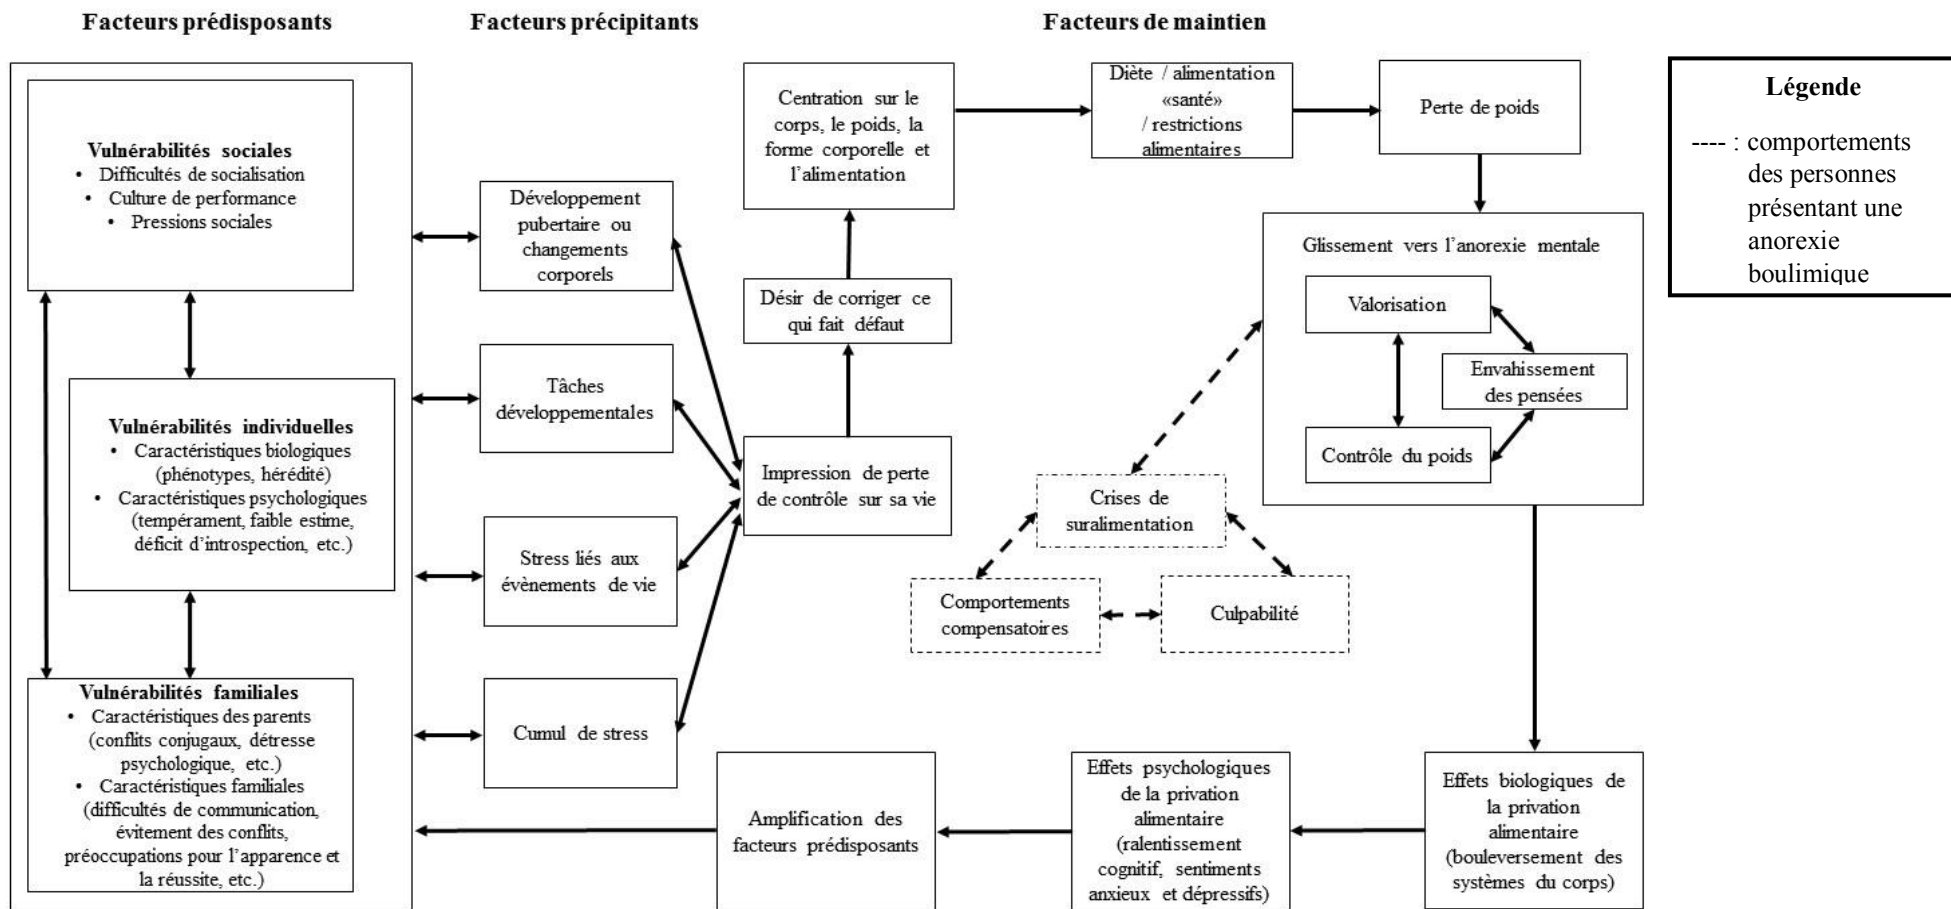 Facteurs prédisposants
Facteurs précipitants
Facteurs de maintien
Vulnérabilités sociales
• Difficultés de socialisation
• Culture de performance
• Pressions sociales
Vulnérabilités individuelles
• Caractéristiques biologiques
(phénotypes, hérédité)
• Caractéristiques psychologiques
(tempérament, faible estime,
déficit d’introspection, etc.)
Vulnérabilités familiales
• Caractéristiques des parents
(conflits conjugaux, détresse
psychologique, etc.)
• Caractéristiques familiales
(difficultés de communication,
évitement des conflits,
préoccupations pour l’apparence et
la réussite, etc.)
Développement
pubertaire ou
changements
corporels
Tâches
développementales
Stress liés aux
évènements de vie
Cumul de stress
Centration sur le
corps, le poids, la
forme corporelle et
l’alimentation
Désir de corriger ce
qui fait défaut
Impression de perte
de contrôle sur sa vie
Diète / alimentation
«santé»
/ restrictions
alimentaires
Perte de poids
Glissement vers l’anorexie mentale
Valorisation
Envahissement
des pensées
Contrôle du poids
Crises de
suralimentation
Comportements
compensatoires
Culpabilité
Amplification des
facteurs prédisposants
Effets psychologiques
de la privation
alimentaire
(ralentissement
cognitif, sentiments
anxieux et dépressifs)
Effets biologiques de
la privation
alimentaire
(bouleversement des
systèmes du corps)
Légende
---- : comportements
des personnes
présentant une
anorexie
boulimique